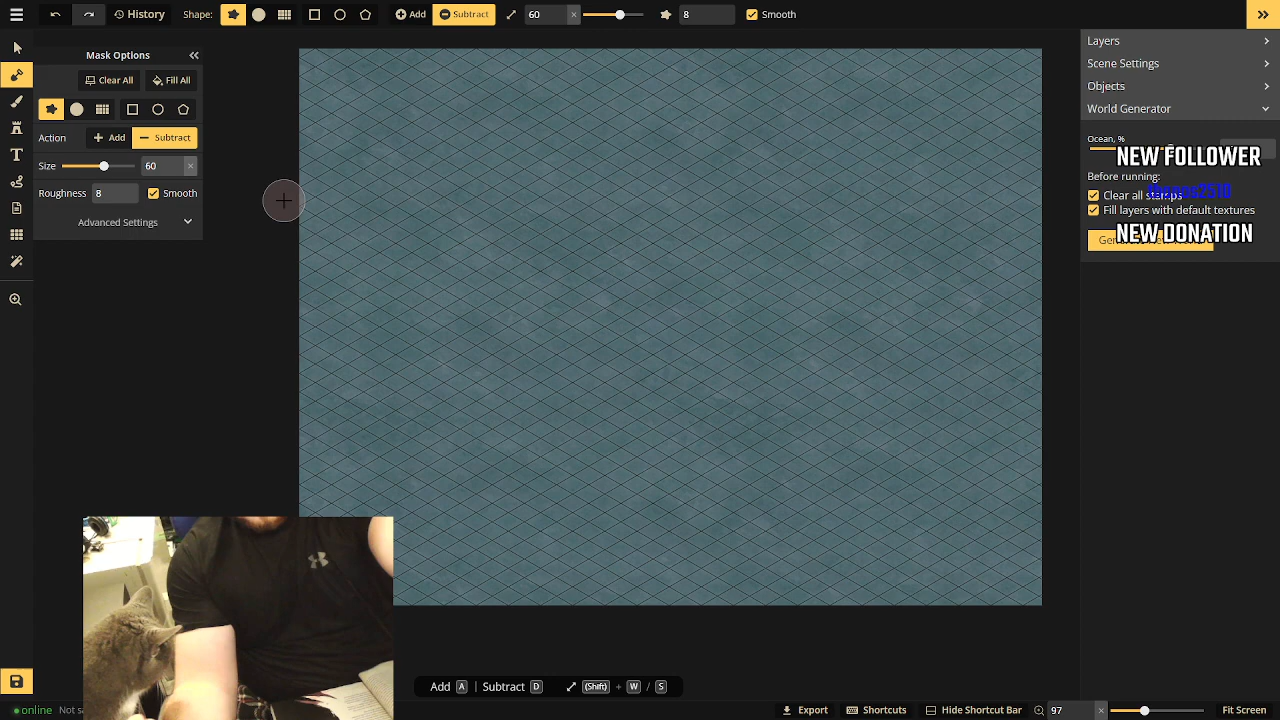 History Shape: Add Subtract 60 × 8 Smooth
Mask Options
Clear All Fill All
Action Add Subtract
Size 60 ×
Roughness 8 Smooth
Advanced Settings
Layers
Scene Settings
Objects
World Generator
Ocean, %
NEW FOLLOWER
Before running:
Clear all stamps
Fill layers with default textures
NEW DONATION
Add A | Subtract D (Shift) + W / S
online Not
Export Shortcuts Hide Shortcut Bar 97 × Fit Screen